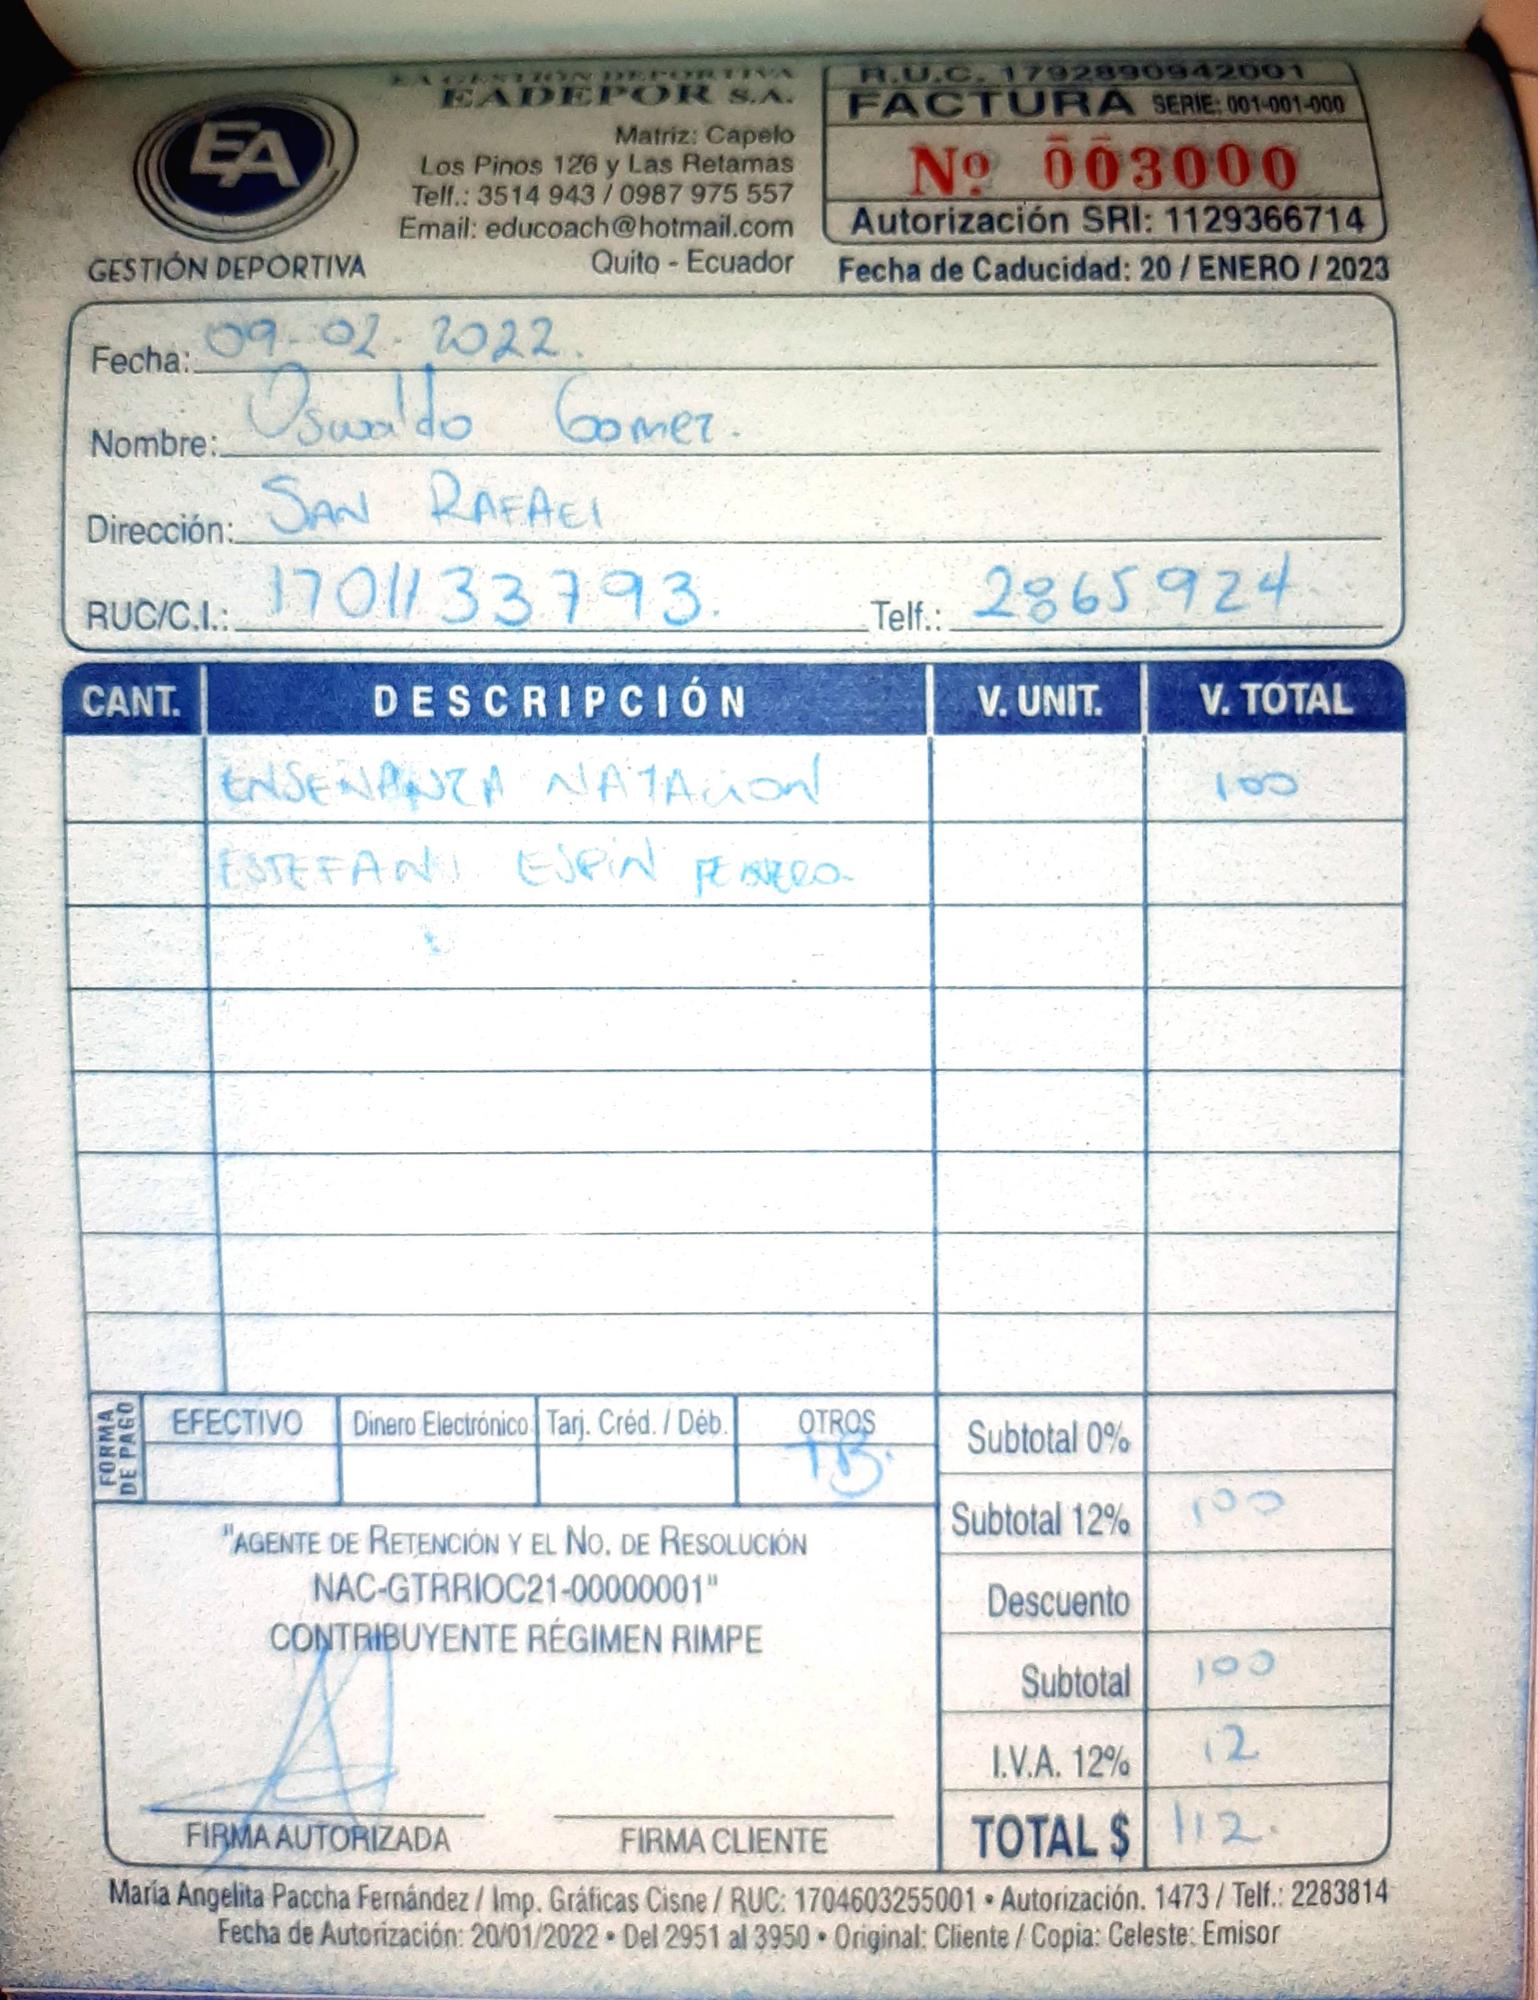 EA
GESTIÓN DEPORTIVA
EA GESTIÓN DEPORTIVA
EADEPOR S.A.
Matriz: Capelo
Los Pinos 126 y Las Retamas
Telf.: 3514 943 / 0987 975 557
Email: educoach@hotmail.com
Quito - Ecuador
R.U.C. 1792890942001
FACTURA SERIE: 001-001-000
Nº 003000
Autorización SRI: 1129366714
Fecha de Caducidad: 20 / ENERO / 2023
Fecha: 09-02-2022.
Nombre: Oswaldo Gomez.
Dirección: SAN RAFAEl
RUC/C.I.: 1701133793. Telf.: 2865924
CANT. DESCRIPCIÓN V. UNIT. V. TOTAL
ENSEÑANZA NATACION 100
ESTEFANI ESPIN FEBRERO
FORMA DE PAGO
EFECTIVO Dinero Electrónico Tarj. Créd. / Déb. OTROS
TB.
Subtotal 0%
Subtotal 12% 100
Descuento
Subtotal 100
I.V.A. 12% 12
TOTAL $ 112.
"AGENTE DE RETENCIÓN Y EL NO. DE RESOLUCIÓN
NAC-GTRRIOC21-00000001"
CONTRIBUYENTE RÉGIMEN RIMPE
FIRMA AUTORIZADA FIRMA CLIENTE
María Angelita Paccha Fernández / Imp. Gráficas Cisne / RUC: 1704603255001 • Autorización. 1473 / Telf.: 2283814
Fecha de Autorización: 20/01/2022 • Del 2951 al 3950 • Original: Cliente / Copia: Celeste: Emisor